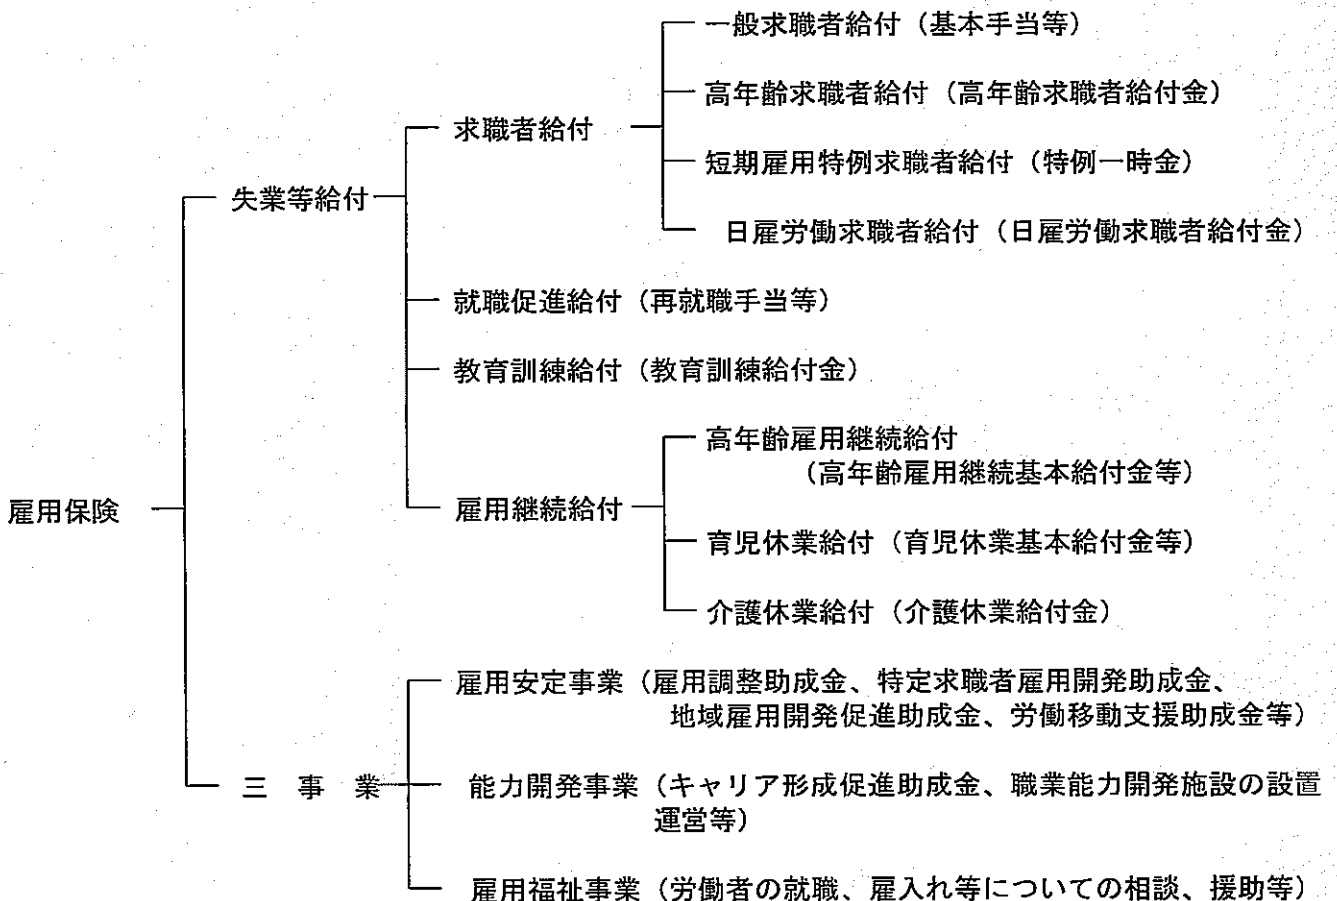 一般求職者給付（基本手当等）
高年齢求職者給付（高年齢求職者給付金）
求職者給付
短期雇用特例求職者給付（特例一時金）
失業等給付
日雇労働求職者給付（日雇労働求職者給付金）
就職促進給付（再就職手当等）
教育訓練給付（教育訓練給付金）
高年齢雇用継続給付
（高年齢雇用継続基本給付金等）
雇用保険
雇用継続給付
育児休業給付（育児休業基本給付金等）
介護休業給付（介護休業給付金）
雇用安定事業（雇用調整助成金、特定求職者雇用開発助成金、
地域雇用開発促進助成金、労働移動支援助成金等）
三　事　業
能力開発事業（キャリア形成促進助成金、職業能力開発施設の設置
運営等）
雇用福祉事業（労働者の就職、雇入れ等についての相談、援助等）